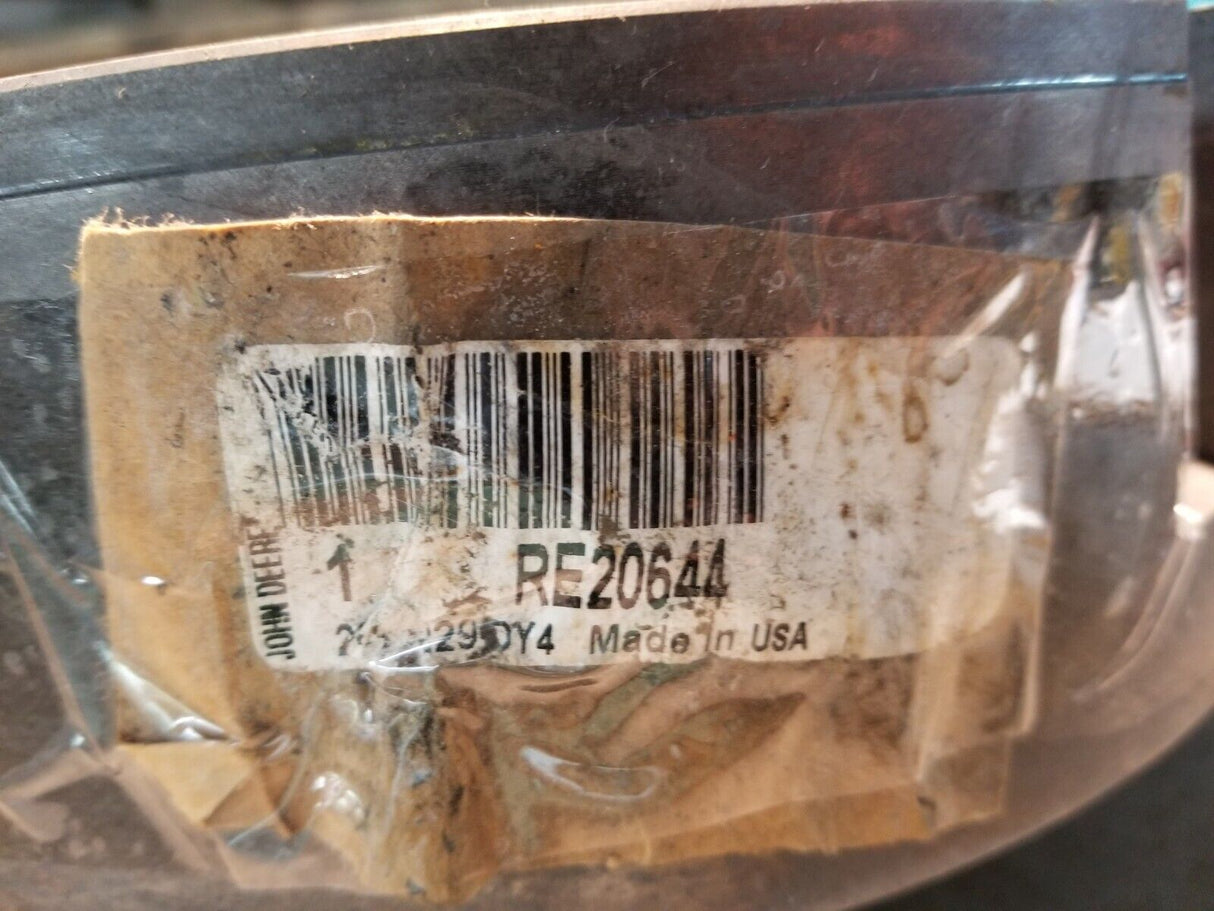 JOHN DEERE
1 RE20644
Made in USA